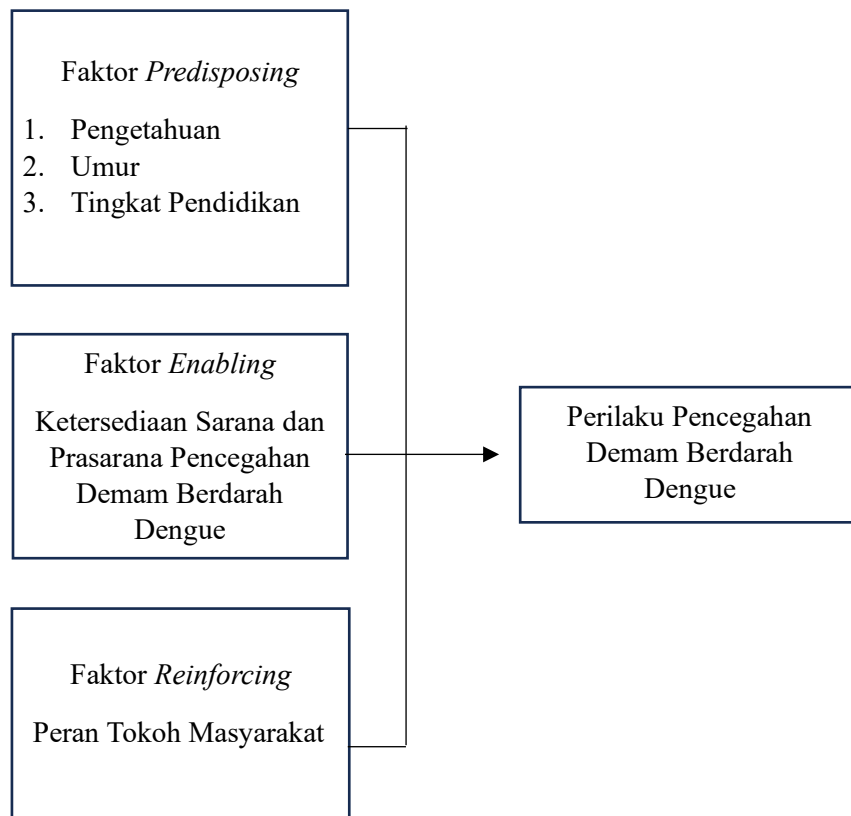 Faktor Predisposing
1. Pengetahuan
2. Umur
3. Tingkat Pendidikan
Faktor Enabling
Ketersediaan Sarana dan
Prasarana Pencegahan
Demam Berdarah
Dengue
Perilaku Pencegahan
Demam Berdarah
Dengue
Faktor Reinforcing
Peran Tokoh Masyarakat